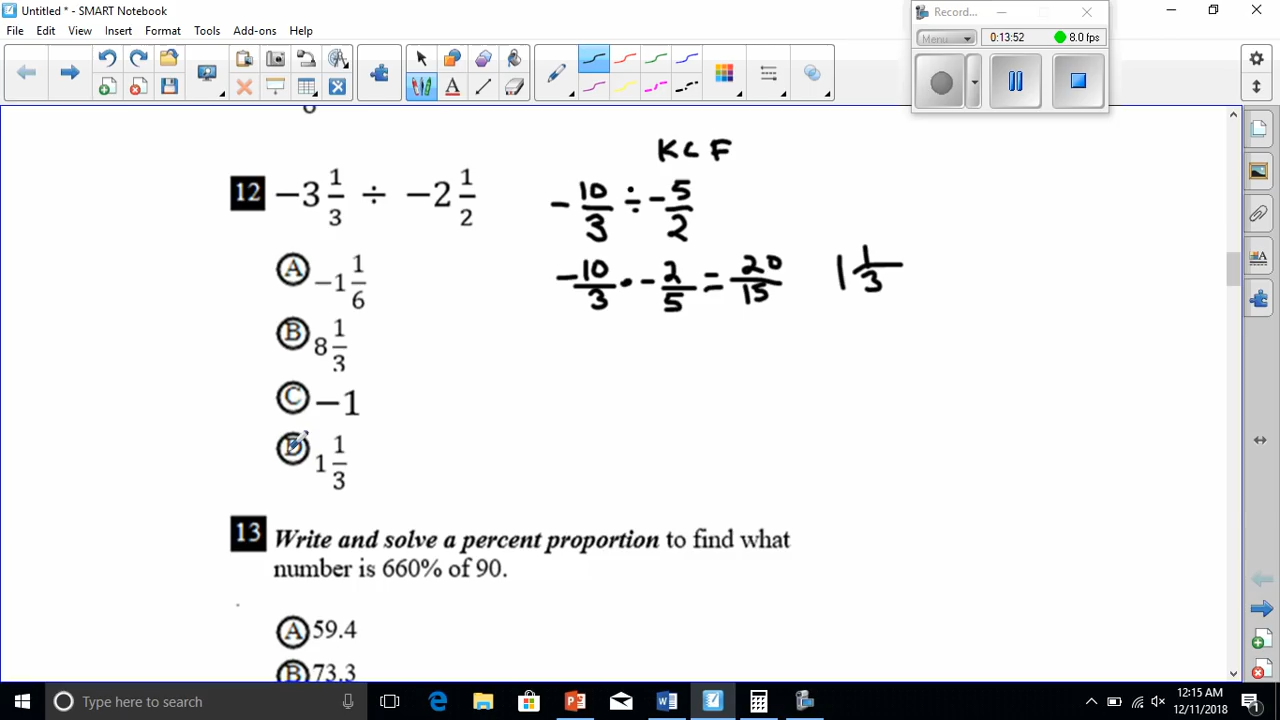 Untitled * - SMART Notebook
Record...
File Edit View Insert Format Tools Add-ons Help
Menu
0:13:52
8.0 fps
K C F
12 −3 1/3 ÷ −2 1/2
- 10/3 ÷ - 5/2
A −1 1/6
-10/3 • - 2/5 = 20/15 1 1/3
B 8 1/3
C −1
D 1 1/3
13 Write and solve a percent proportion to find what
number is 660% of 90.
A 59.4
B 73.3
Type here to search
12:15 AM
12/11/2018